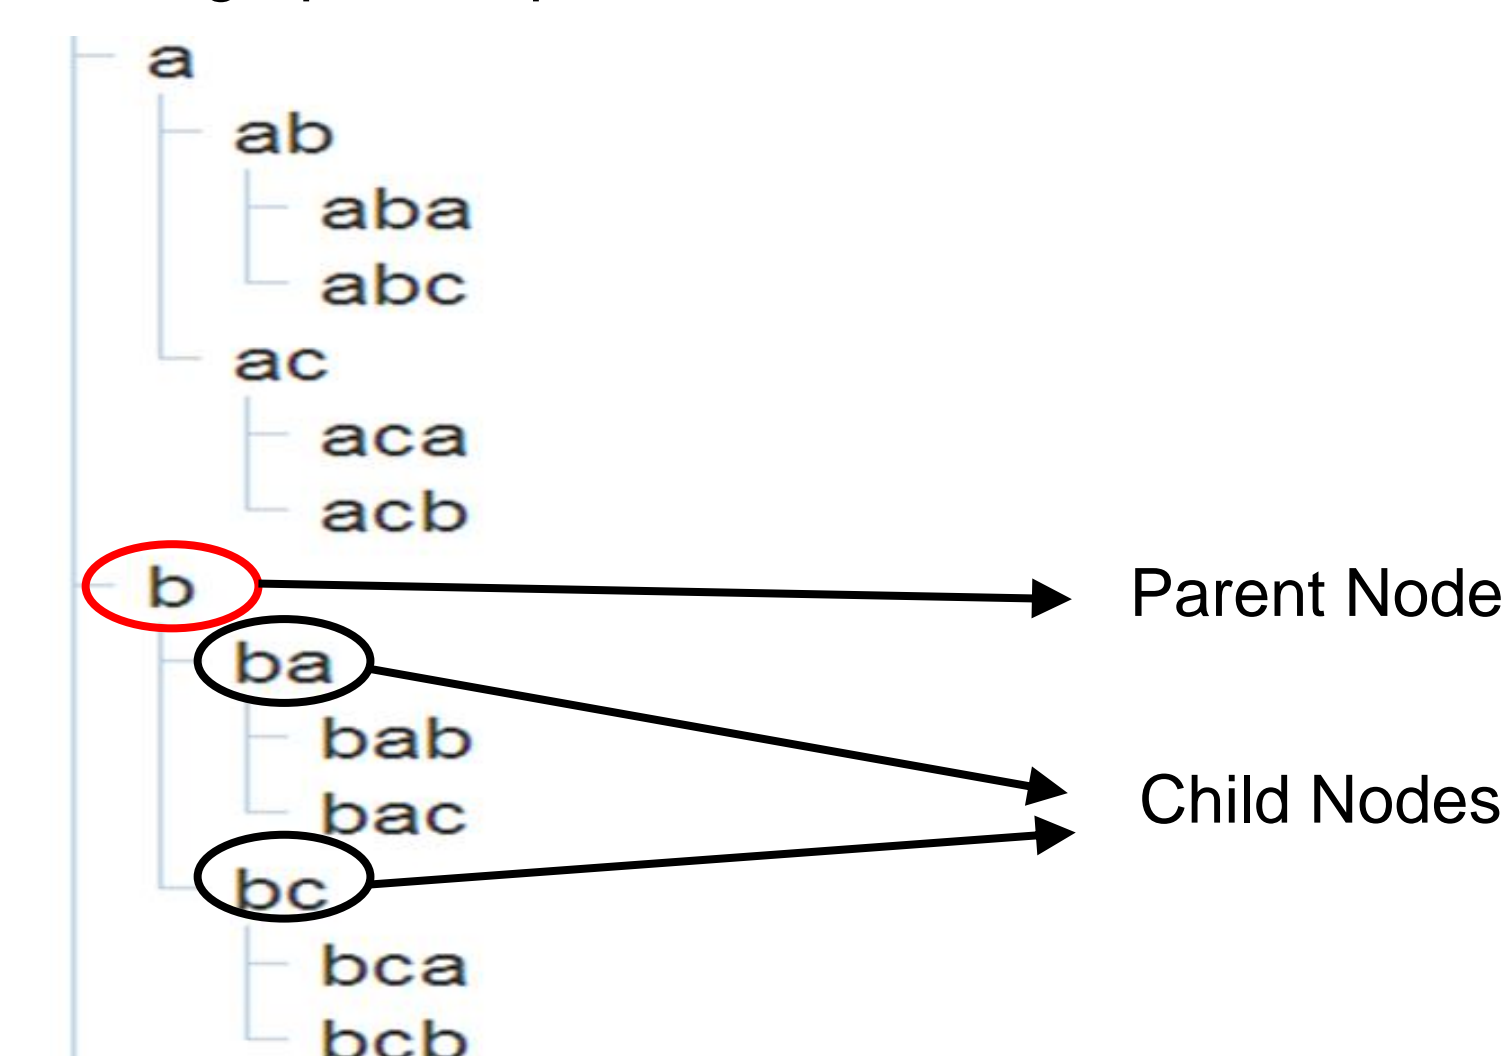 a
ab
aba
abc
ac
aca
acb
b
Parent Node
ba
bab
Child Nodes
bac
bc
bca
bcb